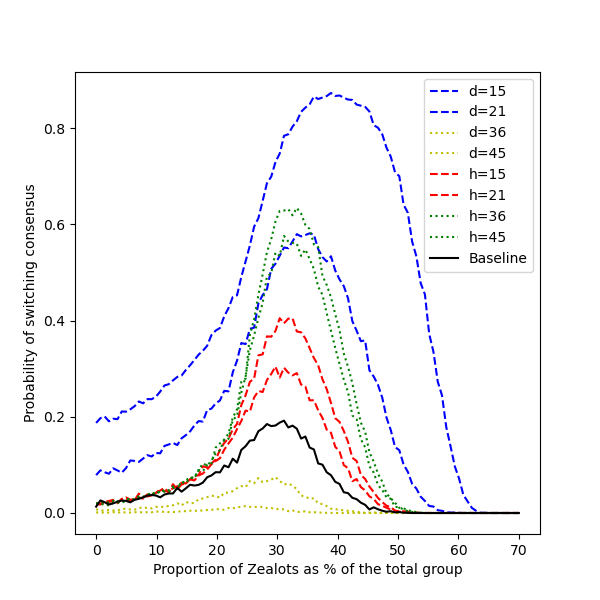 d=15
d=21
d=36
d=45
h=15
h=21
h=36
h=45
Baseline
Probability of switching consensus
0.8
0.6
0.4
0.2
0.0
0 10 20 30 40 50 60 70
Proportion of Zealots as % of the total group